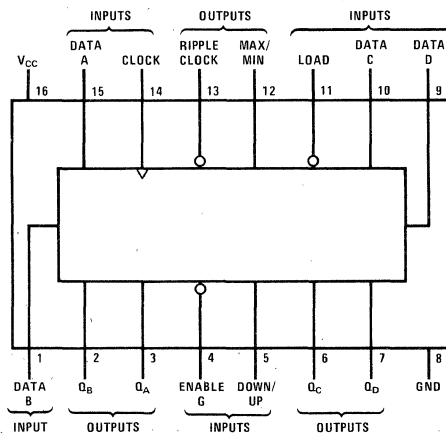 INPUTS OUTPUTS INPUTS
DATA RIPPLE MAX/ DATA DATA
VCC A CLOCK CLOCK MIN LOAD C D
16 15 14 13 12 11 10 9
1 2 3 4 5 6 7 8
DATA QB QA ENABLE DOWN/ QC QD GND
B G UP
INPUT OUTPUTS INPUTS OUTPUTS